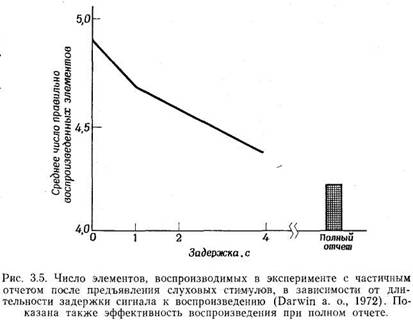 5,0
4,5
4,0
Среднее число правильно
воспроизведенных элементов
0
1
2
4
Полный
отчет
Задержка, с
Рис. 3.5. Число элементов, воспроизводимых в эксперименте с частичным
отчетом после предъявления слуховых стимулов, в зависимости от дли-
тельности задержки сигнала к воспроизведению (Darwin a. o., 1972). По-
казана также эффективность воспроизведения при полном
отчете.